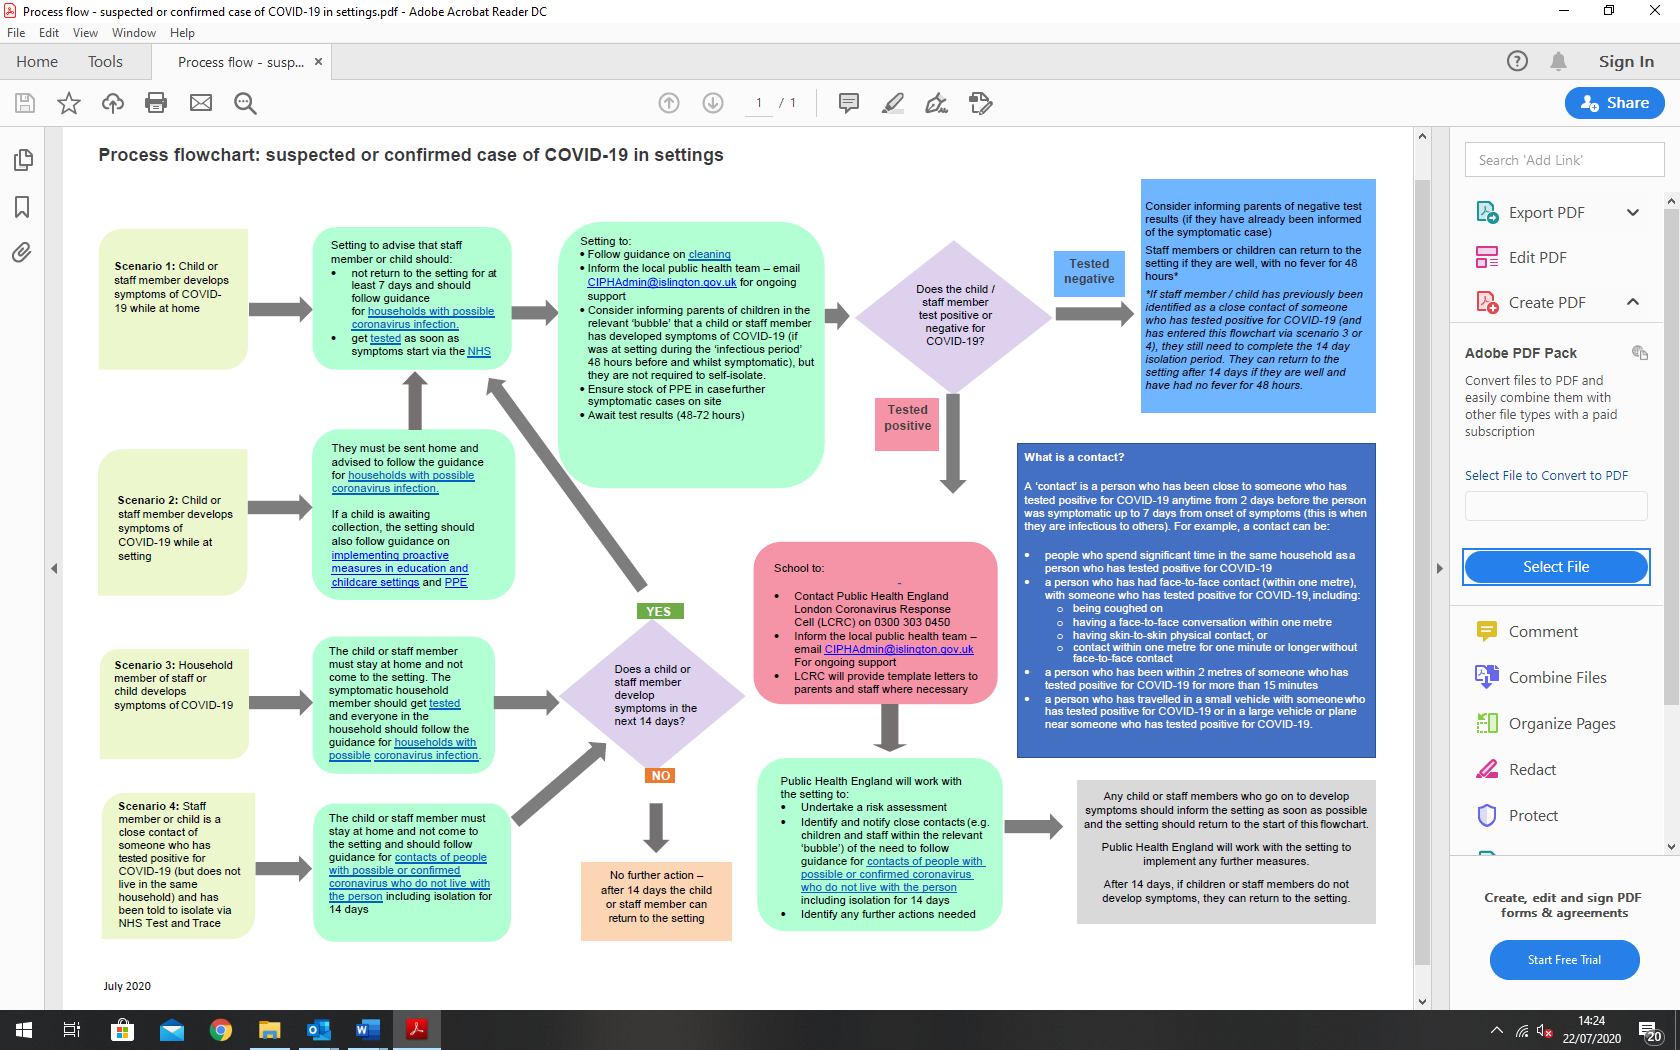 Process flow - suspected or confirmed case of COVID-19 in settings.pdf - Adobe Acrobat Reader DC
File Edit View Window Help
Home Tools Process flow - susp... × Sign In
1 / 1 Share
Process flowchart: suspected or confirmed case of COVID-19 in settings
Scenario 1: Child or
staff member develops
symptoms of COVID-
19 while at home
Setting to advise that staff
member or child should:
• not return to the setting for at
least 7 days and should
follow guidance
for households with possible
coronavirus infection.
• get tested as soon as
symptoms start via the NHS
Setting to:
• Follow guidance on cleaning
• Inform the local public health team – email
CIPHAdmin@islington.gov.uk for ongoing
support
• Consider informing parents of children in the
relevant ‘bubble’ that a child or staff member
has developed symptoms of COVID-19 (if
was at setting during the ‘infectious period’
48 hours before and whilst symptomatic), but
they are not required to self-isolate.
• Ensure stock of PPE in case further
symptomatic cases on site
• Await test results (48-72 hours)
Does the child /
staff member
test positive or
negative for
COVID-19?
Tested
negative
Consider informing parents of negative test
results (if they have already been informed
of the symptomatic case)
Staff members or children can return to the
setting if they are well, with no fever for 48
hours*
*If staff member / child has previously been
identified as a close contact of someone
who has tested positive for COVID-19 (and
has entered this flowchart via scenario 3 or
4), they still need to complete the 14 day
isolation period. They can return to the
setting after 14 days if they are well and
have had no fever for 48 hours.
Tested
positive
Scenario 2: Child or
staff member develops
symptoms of
COVID-19 while at
setting
They must be sent home and
advised to follow the guidance
for households with possible
coronavirus infection.
If a child is awaiting
collection, the setting should
also follow guidance on
implementing proactive
measures in education and
childcare settings and PPE
What is a contact?
A ‘contact’ is a person who has been close to someone who has
tested positive for COVID-19 anytime from 2 days before the person
was symptomatic up to 7 days from onset of symptoms (this is when
they are infectious to others). For example, a contact can be:
• people who spend significant time in the same household as a
person who has tested positive for COVID-19
• a person who has had face-to-face contact (within one metre),
with someone who has tested positive for COVID-19, including:
o being coughed on
o having a face-to-face conversation within one metre
o having skin-to-skin physical contact, or
o contact within one metre for one minute or longer without
face-to-face contact
• a person who has been within 2 metres of someone who has
tested positive for COVID-19 for more than 15 minutes
• a person who has travelled in a small vehicle with someone who
has tested positive for COVID-19 or in a large vehicle or plane
near someone who has tested positive for COVID-19.
School to:
-
• Contact Public Health England
London Coronavirus Response
Cell (LCRC) on 0300 303 0450
• Inform the local public health team –
email CIPHAdmin@islington.gov.uk
For ongoing support
• LCRC will provide template letters to
parents and staff where necessary
YES
Scenario 3: Household
member of staff or
child develops
symptoms of COVID-19
The child or staff member
must stay at home and not
come to the setting. The
symptomatic household
member should get tested
and everyone in the
household should follow the
guidance for households with
possible coronavirus infection.
Does a child or
staff member
develop
symptoms in the
next 14 days?
NO
Scenario 4: Staff
member or child is a
close contact of
someone who has
tested positive for
COVID-19 (but does not
live in the same
household) and has
been told to isolate via
NHS Test and Trace
The child or staff member must
stay at home and not come to
the setting and should follow
guidance for contacts of people
with possible or confirmed
coronavirus who do not live with
the person including isolation for
14 days
No further action –
after 14 days the child
or staff member can
return to the setting
Public Health England will work with
the setting to:
• Undertake a risk assessment
• Identify and notify close contacts (e.g.
children and staff within the relevant
‘bubble’) of the need to follow
guidance for contacts of people with
possible or confirmed coronavirus
who do not live with the person
including isolation for 14 days
• Identify any further actions needed
Any child or staff members who go on to develop
symptoms should inform the setting as soon as possible
and the setting should return to the start of this flowchart.
Public Health England will work with the setting to
implement any further measures.
After 14 days, if children or staff members do not
develop symptoms, they can return to the setting.
July 2020
Search 'Add Link'
Export PDF
Edit PDF
Create PDF
Adobe PDF Pack
Convert files to PDF and
easily combine them with
other file types with a paid
subscription
Select File to Convert to PDF
Select File
Comment
Combine Files
Organize Pages
Redact
Protect
Create, edit and sign PDF
forms & agreements
Start Free Trial
14:24
22/07/2020
20